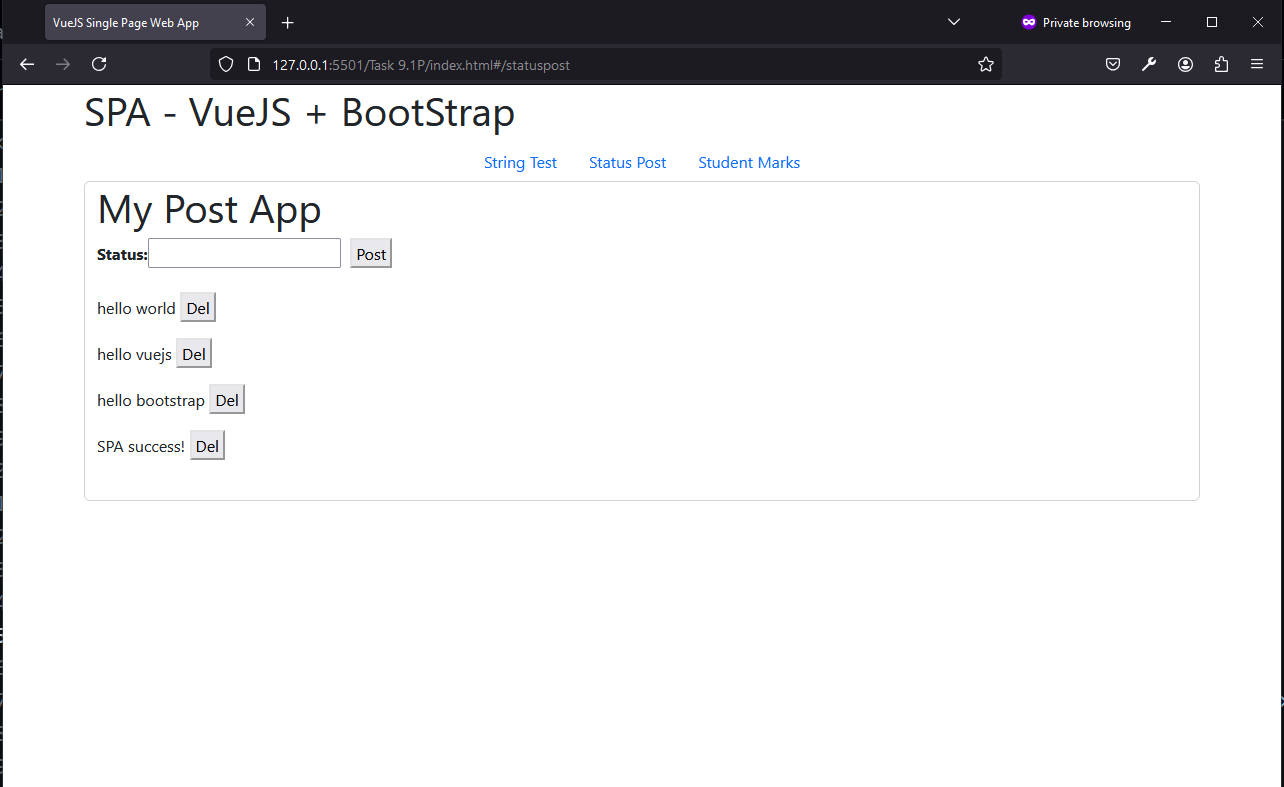 VueJS Single Page Web App
Private browsing
127.0.0.1:5501/Task 9.1P/index.html#/statuspost
SPA - VueJS + BootStrap
String Test Status Post Student Marks
My Post App
Status: Post
hello world Del
hello vuejs Del
hello bootstrap Del
SPA success! Del